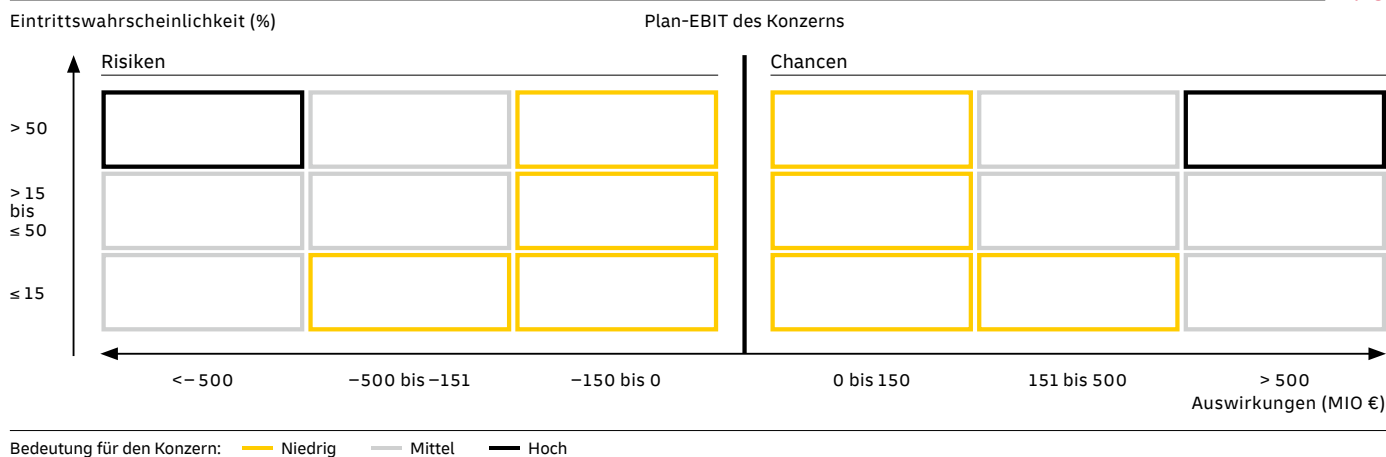 Eintrittswahrscheinlichkeit (%)
Plan-EBIT des Konzerns
Risiken
Chancen
> 50
> 15
bis
≤ 50
≤ 15
<– 500
–500 bis –151
–150 bis 0
0 bis 150
151 bis 500
> 500
Auswirkungen (MIO €)
Bedeutung für den Konzern: Niedrig Mittel Hoch